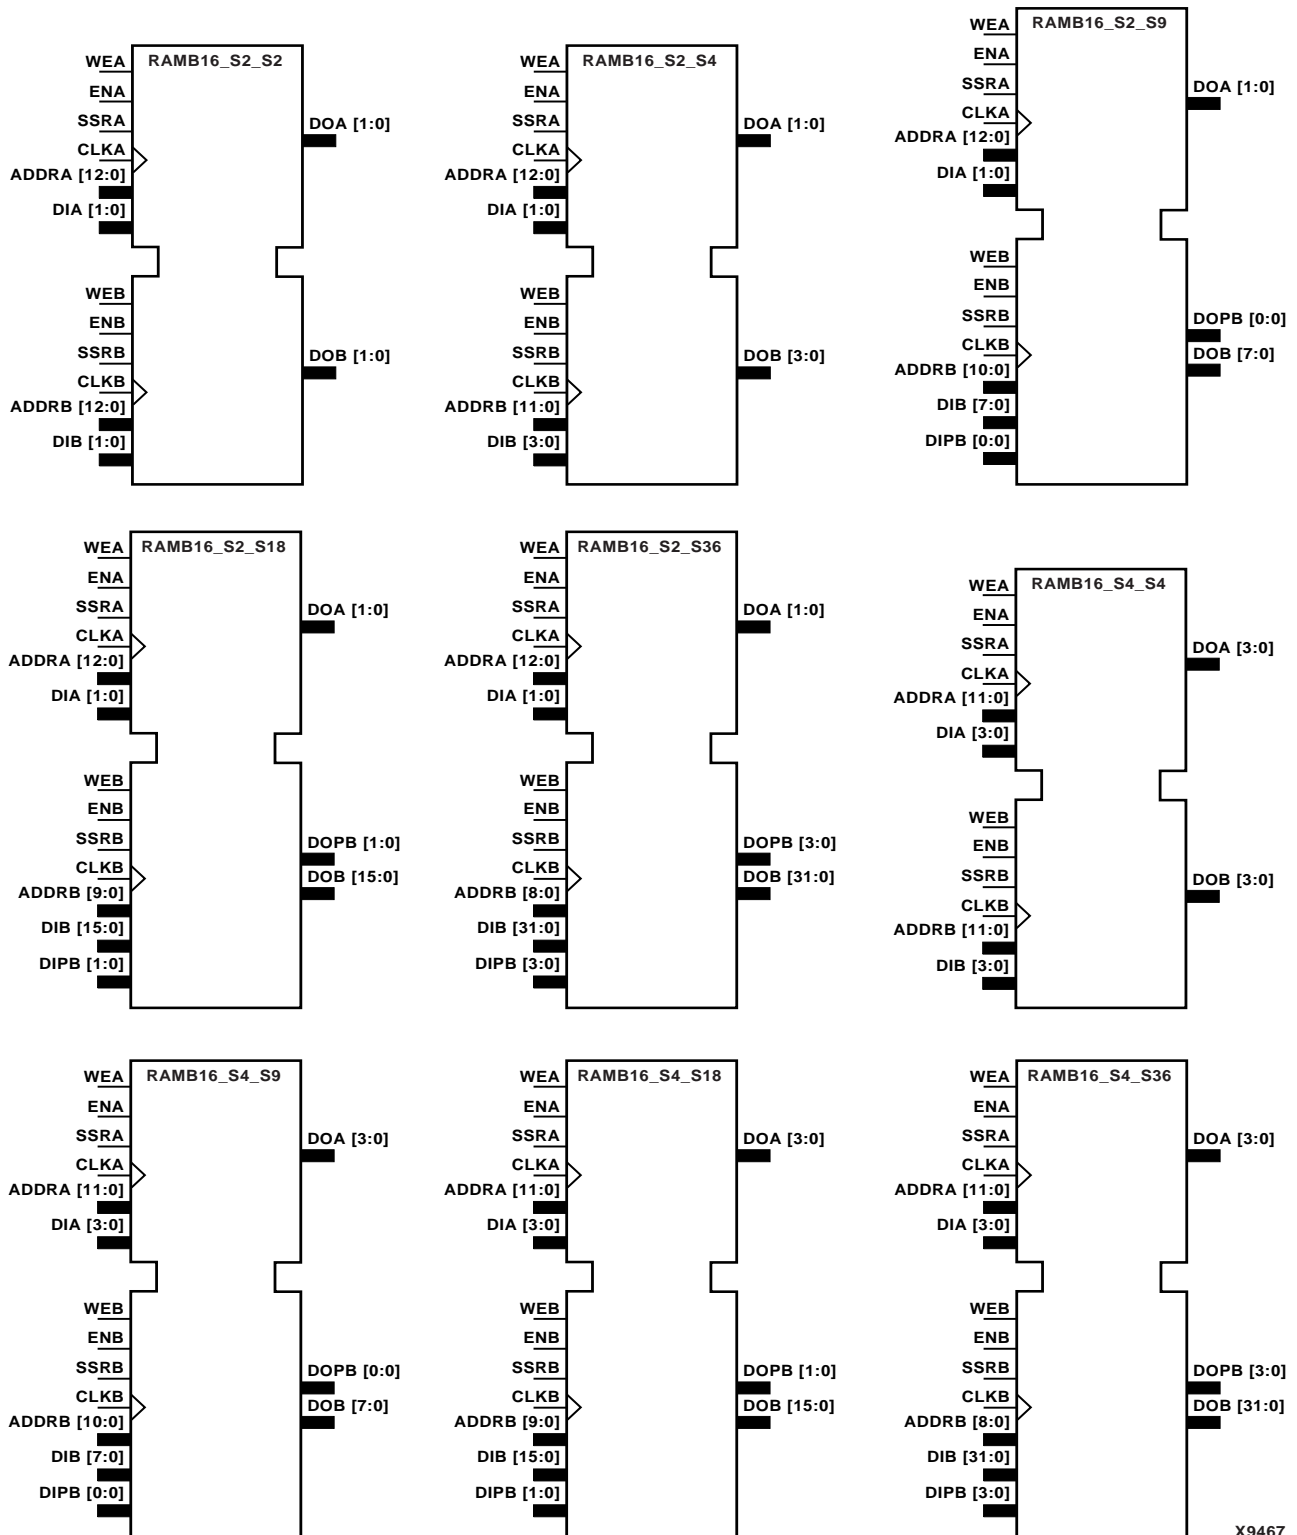 RAMB16_S2_S2
WEA
ENA
SSRA
CLKA
ADDRA [12:0]
DIA [1:0]
DOA [1:0]
WEB
ENB
SSRB
CLKB
ADDRB [12:0]
DIB [1:0]
DOB [1:0]
RAMB16_S2_S4
WEA
ENA
SSRA
CLKA
ADDRA [12:0]
DIA [1:0]
DOA [1:0]
WEB
ENB
SSRB
CLKB
ADDRB [11:0]
DIB [3:0]
DOB [3:0]
RAMB16_S2_S9
WEA
ENA
SSRA
CLKA
ADDRA [12:0]
DIA [1:0]
DOA [1:0]
WEB
ENB
SSRB
CLKB
ADDRB [10:0]
DIB [7:0]
DIPB [0:0]
DOPB [0:0]
DOB [7:0]
RAMB16_S2_S18
WEA
ENA
SSRA
CLKA
ADDRA [12:0]
DIA [1:0]
DOA [1:0]
WEB
ENB
SSRB
CLKB
ADDRB [9:0]
DIB [15:0]
DIPB [1:0]
DOPB [1:0]
DOB [15:0]
RAMB16_S2_S36
WEA
ENA
SSRA
CLKA
ADDRA [12:0]
DIA [1:0]
DOA [1:0]
WEB
ENB
SSRB
CLKB
ADDRB [8:0]
DIB [31:0]
DIPB [3:0]
DOPB [3:0]
DOB [31:0]
RAMB16_S4_S4
WEA
ENA
SSRA
CLKA
ADDRA [11:0]
DIA [3:0]
DOA [3:0]
WEB
ENB
SSRB
CLKB
ADDRB [11:0]
DIB [3:0]
DOB [3:0]
RAMB16_S4_S9
WEA
ENA
SSRA
CLKA
ADDRA [11:0]
DIA [3:0]
DOA [3:0]
WEB
ENB
SSRB
CLKB
ADDRB [10:0]
DIB [7:0]
DIPB [0:0]
DOPB [0:0]
DOB [7:0]
RAMB16_S4_S18
WEA
ENA
SSRA
CLKA
ADDRA [11:0]
DIA [3:0]
DOA [3:0]
WEB
ENB
SSRB
CLKB
ADDRB [9:0]
DIB [15:0]
DIPB [1:0]
DOPB [1:0]
DOB [15:0]
RAMB16_S4_S36
WEA
ENA
SSRA
CLKA
ADDRA [11:0]
DIA [3:0]
DOA [3:0]
WEB
ENB
SSRB
CLKB
ADDRB [8:0]
DIB [31:0]
DIPB [3:0]
DOPB [3:0]
DOB [31:0]
X9467